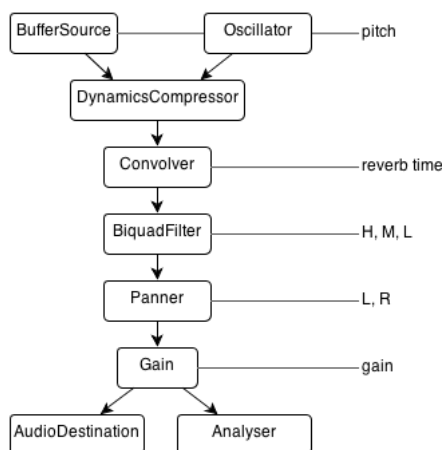 BufferSource
Oscillator
pitch
DynamicsCompressor
Convolver
reverb time
BiquadFilter
H, M, L
Panner
L, R
Gain
gain
AudioDestination
Analyser